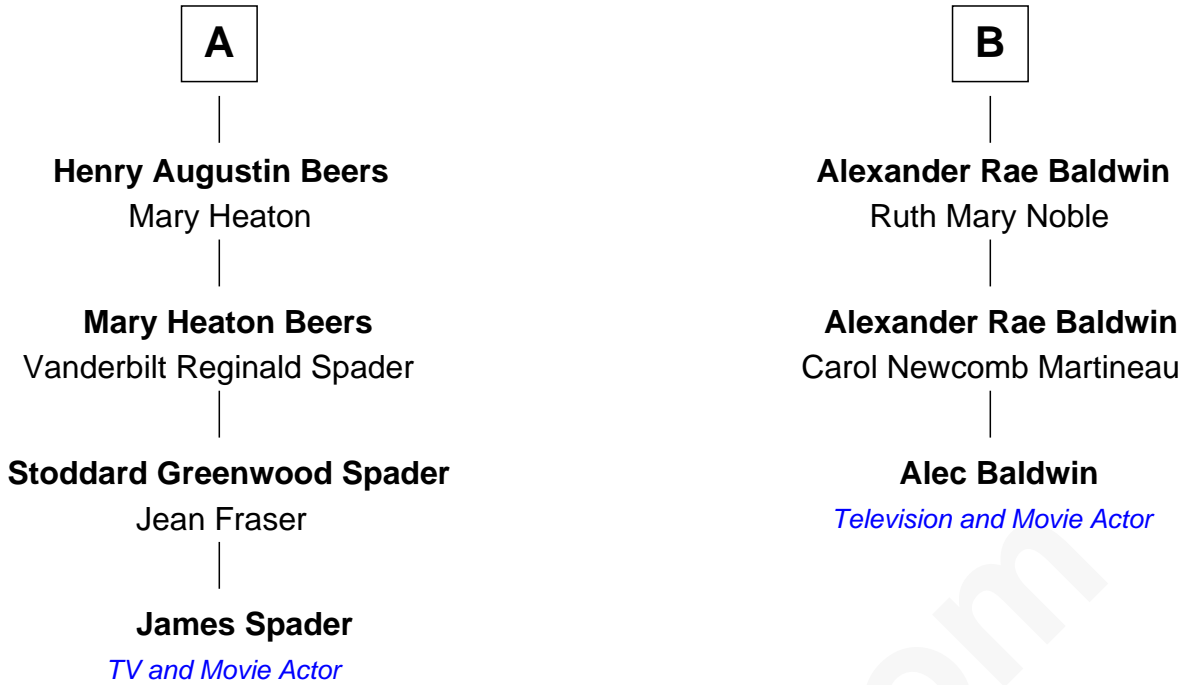 A
Henry Augustin Beers
Mary Heaton
Mary Heaton Beers
Vanderbilt Reginald Spader
Stoddard Greenwood Spader
Jean Fraser
James Spader
TV and Movie Actor
B
Alexander Rae Baldwin
Ruth Mary Noble
Alexander Rae Baldwin
Carol Newcomb Martineau
Alec Baldwin
Television and Movie Actor
om